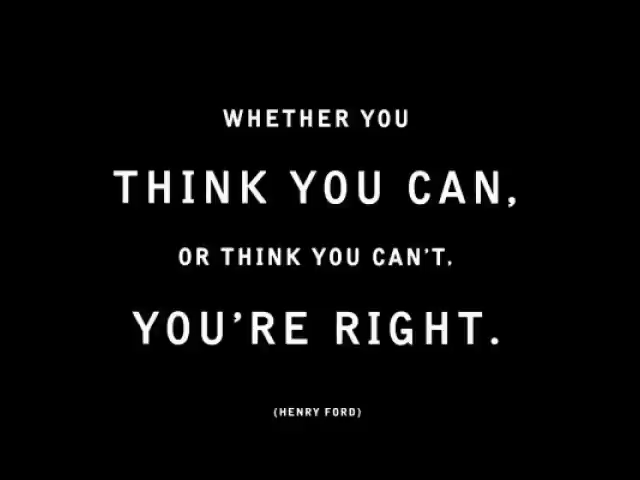 WHETHER YOU
THINK YOU CAN,
OR THINK YOU CAN'T,
YOU'RE RIGHT.
(HENRY FORD)